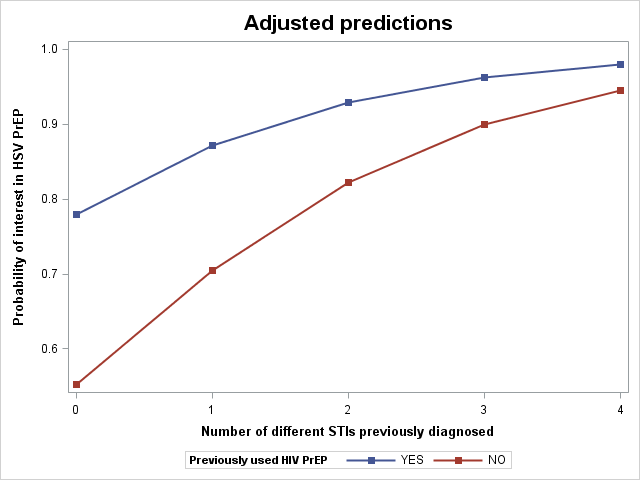 Adjusted predictions
1.0
0.9
0.8
0.7
0.6
Probability of interest in HSV PrEP
0 1 2 3 4
Number of different STIs previously diagnosed
Previously used HIV PrEP YES NO